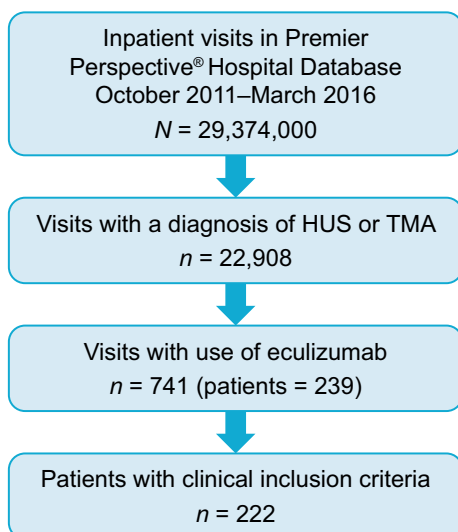 Inpatient visits in Premier
Perspective® Hospital Database
October 2011–March 2016
N = 29,374,000
Visits with a diagnosis of HUS or TMA
n = 22,908
Visits with use of eculizumab
n = 741 (patients = 239)
Patients with clinical inclusion criteria
n = 222